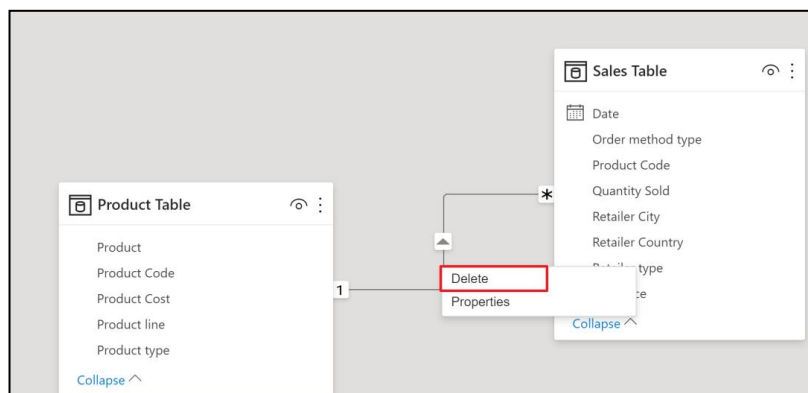 Sales Table
Date
Order method type
Product Code
Quantity Sold
Retailer City
Retailer Country
type
Collapse
*
Product Table
Product
Product Code
Product Cost
Product line
Product type
Collapse
1
Delete
Properties